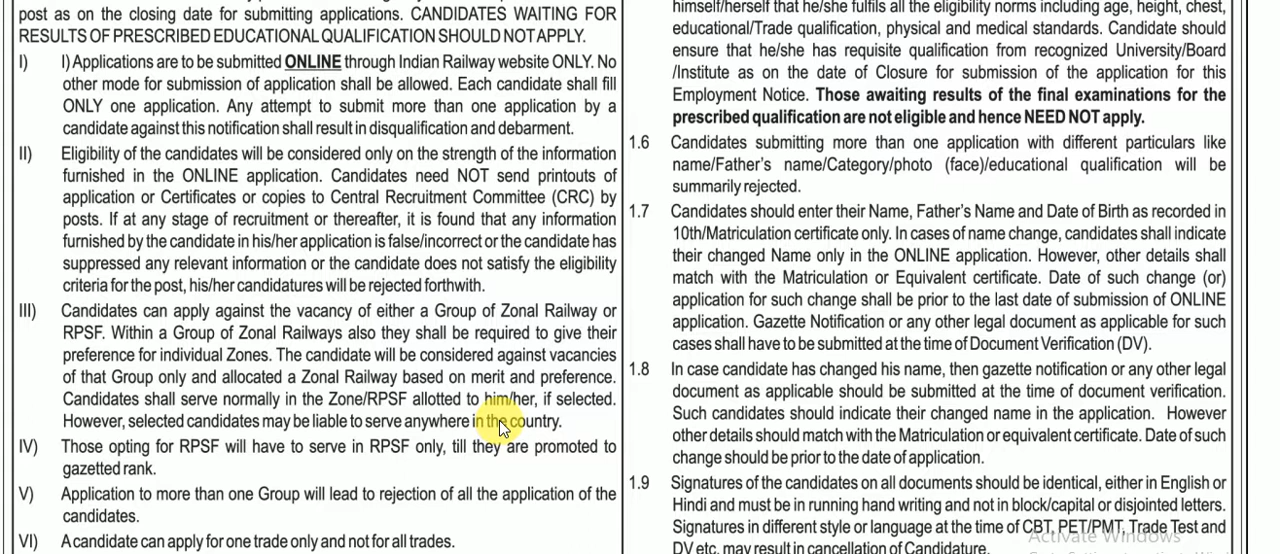 post as on the closing date for submitting applications. CANDIDATES WAITING FOR
RESULTS OF PRESCRIBED EDUCATIONAL QUALIFICATION SHOULD NOT APPLY.
I) I) Applications are to be submitted ONLINE through Indian Railway website ONLY. No
other mode for submission of application shall be allowed. Each candidate shall fill
ONLY one application. Any attempt to submit more than one application by a
candidate against this notification shall result in disqualification and debarment.
II) Eligibility of the candidates will be considered only on the strength of the information
furnished in the ONLINE application. Candidates need NOT send printouts of
application or Certificates or copies to Central Recruitment Committee (CRC) by
posts. If at any stage of recruitment or thereafter, it is found that any information
furnished by the candidate in his/her application is false/incorrect or the candidate has
suppressed any relevant information or the candidate does not satisfy the eligibility
criteria for the post, his/her candidatures will be rejected forthwith.
III) Candidates can apply against the vacancy of either a Group of Zonal Railway or
RPSF. Within a Group of Zonal Railways also they shall be required to give their
preference for individual Zones. The candidate will be considered against vacancies
of that Group only and allocated a Zonal Railway based on merit and preference.
Candidates shall serve normally in the Zone/RPSF allotted to him/her, if selected.
However, selected candidates may be liable to serve anywhere in the country.
IV) Those opting for RPSF will have to serve in RPSF only, till they are promoted to
gazetted rank.
V) Application to more than one Group will lead to rejection of all the application of the
candidates.
VI) A candidate can apply for one trade only and not for all trades.
himself/herself that he/she fulfils all the eligibility norms including age, height, chest,
educational/Trade qualification, physical and medical standards. Candidate should
ensure that he/she has requisite qualification from recognized University/Board
/Institute as on the date of Closure for submission of the application for this
Employment Notice. Those awaiting results of the final examinations for the
prescribed qualification are not eligible and hence NEED NOT apply.
1.6 Candidates submitting more than one application with different particulars like
name/Father's name/Category/photo (face)/educational qualification will be
summarily rejected.
1.7 Candidates should enter their Name, Father's Name and Date of Birth as recorded in
10th/Matriculation certificate only. In cases of name change, candidates shall indicate
their changed Name only in the ONLINE application. However, other details shall
match with the Matriculation or Equivalent certificate. Date of such change (or)
application for such change shall be prior to the last date of submission of ONLINE
application. Gazette Notification or any other legal document as applicable for such
cases shall have to be submitted at the time of Document Verification (DV).
1.8 In case candidate has changed his name, then gazette notification or any other legal
document as applicable should be submitted at the time of document verification.
Such candidates should indicate their changed name in the application. However
other details should match with the Matriculation or equivalent certificate. Date of such
change should be prior to the date of application.
1.9 Signatures of the candidates on all documents should be identical, either in English or
Hindi and must be in running hand writing and not in block/capital or disjointed letters.
Signatures in different style or language at the time of CBT, PET/PMT, Trade Test and
DV etc. may result in cancellation of Candidature.
Activate Windows